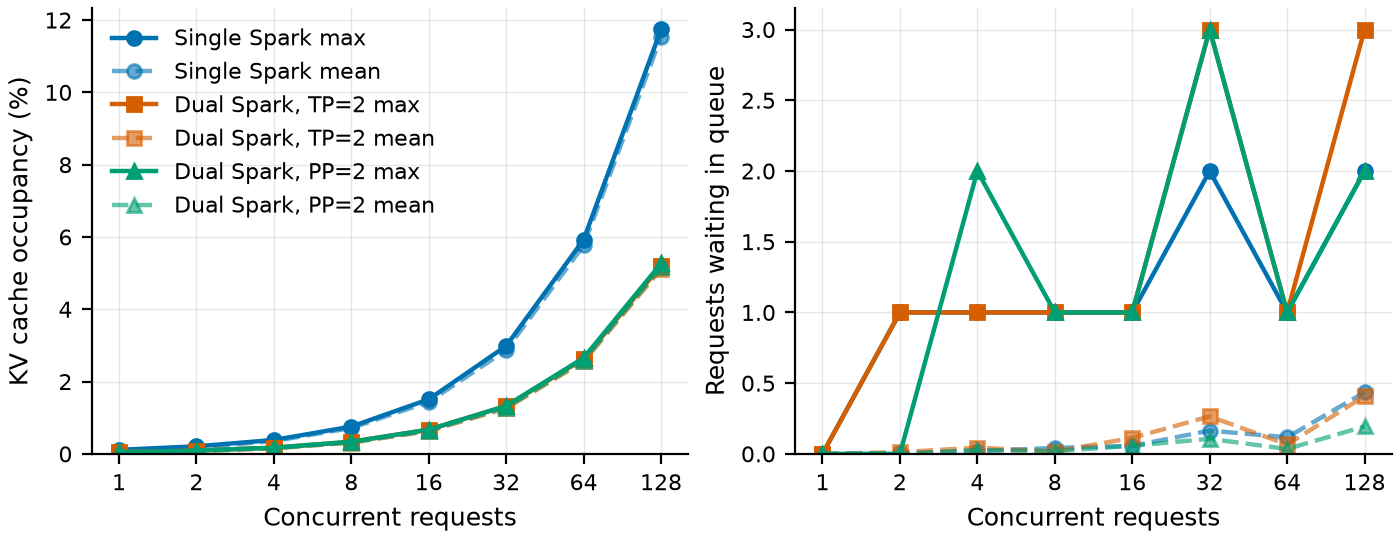 12
10
8
6
4
2
0
KV cache occupancy (%)
Single Spark max
Single Spark mean
Dual Spark, TP=2 max
Dual Spark, TP=2 mean
Dual Spark, PP=2 max
Dual Spark, PP=2 mean
1 2 4 8 16 32 64 128
Concurrent requests
3.0
2.5
2.0
1.5
1.0
0.5
0.0
Requests waiting in queue
1 2 4 8 16 32 64 128
Concurrent requests